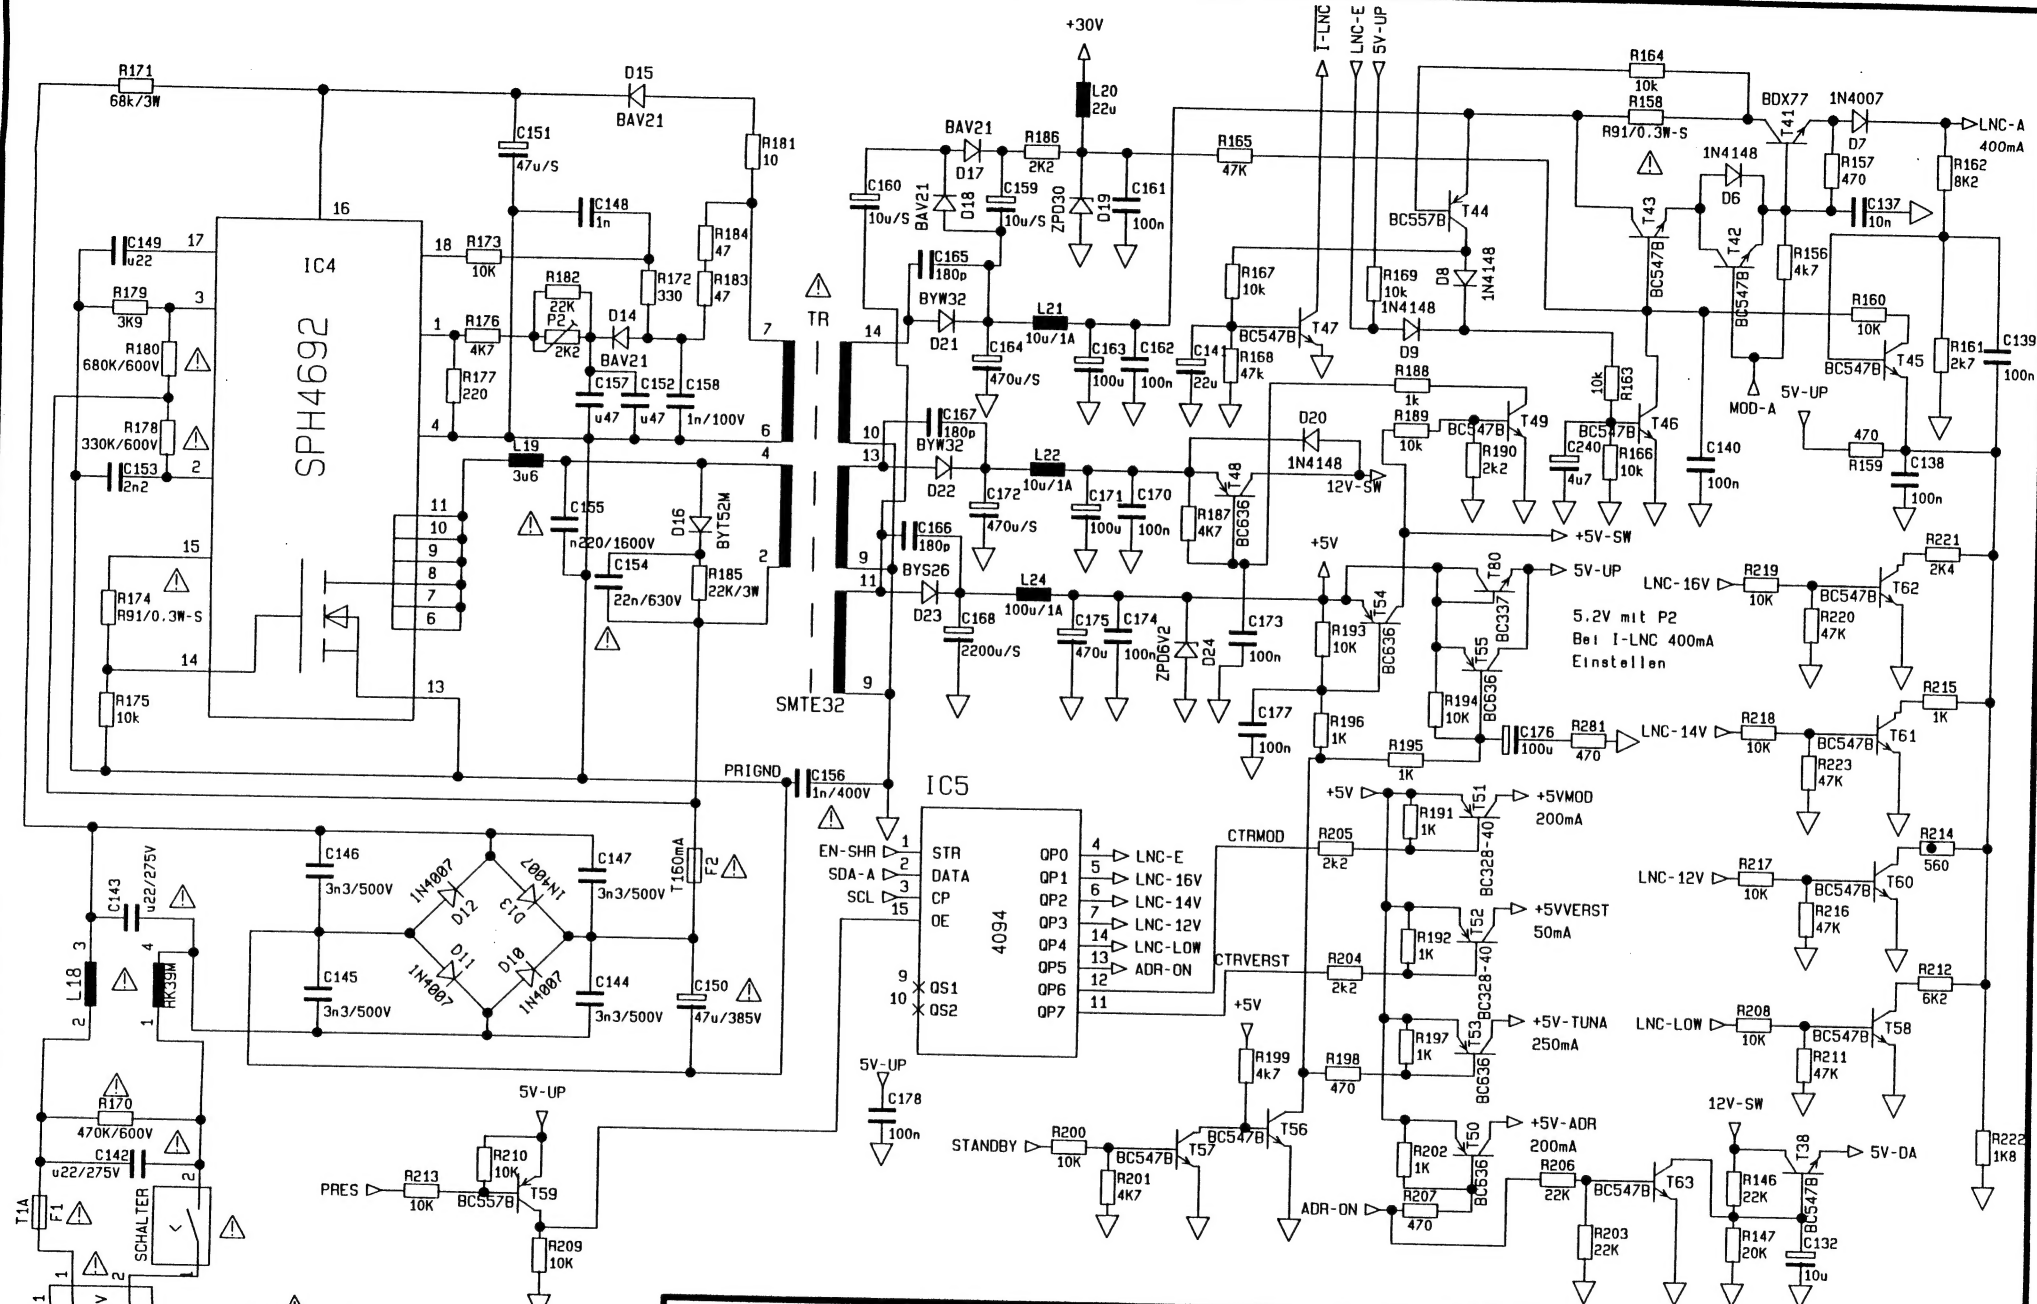 +30V
I-LNC
LNC-E
5V-UP
R171
68k/3W
D15
BAV21
L20
22u
R164
10k
R158
R91/0.3W-S
BDX77
T41
1N4007
D7
LNC-A
400mA
C151
47u/S
R181
10
BAV21
D17
R186
2K2
R165
47K
1N4148
D6
R157
470
R162
8K2
C160
10u/S
BAV21
D18
C159
10u/S
ZPD30
D19
C161
100n
BC557B
T44
T43
BC547B
T42
BC547B
C137
10n
R156
4k7
C148
1n
16
17
C149
u22
18
R173
10K
IC4
SPH4692
R184
47
R183
47
R172
330
R182
22K
P2
2K2
D14
BAV21
R179
3K9
3
R180
680K/600V
1
R176
4K7
R177
220
C157
u47
C152
u47
C158
1n/100V
R178
330K/600V
C153
2n2
2
4
7
6
TR
14
C165
180p
BYW32
D21
L21
10u/1A
C164
470u/S
C163
100u
C162
100n
R167
10k
R169
10k
D8
1N4148
1N4148
D9
BC547B
T47
C141
22u
R168
47k
R160
10K
BC547B
T45
R161
2k7
C139
100n
MOD-A
5V-UP
470
R159
C138
100n
R188
1k
R189
10k
BC547B
T49
R190
2k2
10k
R163
BC547B
T46
C240
4u7
R166
10k
C140
100n
L19
3u6
4
11
10
9
8
7
6
C155
n220/1600V
D16
BYT52M
C154
22n/630V
R185
22K/3W
2
10
13
C167
180p
BYW32
D22
L22
10u/1A
C172
470u/S
C171
100u
C170
100n
D20
1N4148
12V-SW
T48
BC636
R187
4K7
9
C166
180p
11
BYS26
D23
L24
100u/1A
C168
2200u/S
C175
470u
C174
100n
ZPD6V2
D24
C173
100n
9
SMTE32
+5V
+5V-SW
T54
BC636
R193
10K
T80
BC337
5V-UP
T55
BC636
R194
10K
C176
100u
R281
470
C177
100n
R196
1K
R195
1K
5.2V mit P2
Bei I-LNC 400mA
Einstellen
LNC-16V
R219
10K
BC547B
T62
R220
47K
R221
2K4
LNC-14V
R218
10K
BC547B
T61
R223
47K
R215
1K
15
R174
R91/0.3W-S
14
R175
10k
13
PRIGND
C156
1n/400V
IC5
4094
EN-SHR
1
STR
SDA-A
2
DATA
SCL
3
CP
15
OE
9
QS1
10
QS2
QP0
4
LNC-E
QP1
5
LNC-16V
QP2
6
LNC-14V
QP3
7
LNC-12V
QP4
14
LNC-LOW
QP5
13
ADR-ON
QP6
12
QP7
11
CTRMOD
R205
2k2
CTRVERST
R204
2k2
+5V
R191
1K
T51
BC328-40
+5VMOD
200mA
R192
1K
T52
BC328-40
+5VVERST
50mA
R197
1K
T53
BC636
+5V-TUNA
250mA
R198
470
R202
1K
T50
BC636
+5V-ADR
200mA
ADR-ON
R207
470
LNC-12V
R217
10K
BC547B
T60
R216
47K
R214
560
LNC-LOW
R208
10K
BC547B
T58
R211
47K
R212
6K2
C146
3n3/500V
C147
3n3/500V
1N4007
D12
D13
1N4007
D11
1N4007
D10
1N4007
C145
3n3/500V
C144
3n3/500V
C150
47u/385V
T160mA
F2
C143
u22/275V
3
L18
2
4
RK39M
1
R170
470K/600V
C142
u22/275V
T1A
F1
SCHALTER
2
1
1
2
1
5V-UP
R210
10K
PRES
R213
10K
BC557B
T59
R209
10K
5V-UP
C178
100n
STANDBY
R200
10K
BC547B
T57
R201
4K7
+5V
R199
4k7
BC547B
T56
R206
22K
BC547B
T63
R203
22K
12V-SW
T38
BC547B
5V-DA
R146
22K
R147
20K
C132
10u
R222
1K8